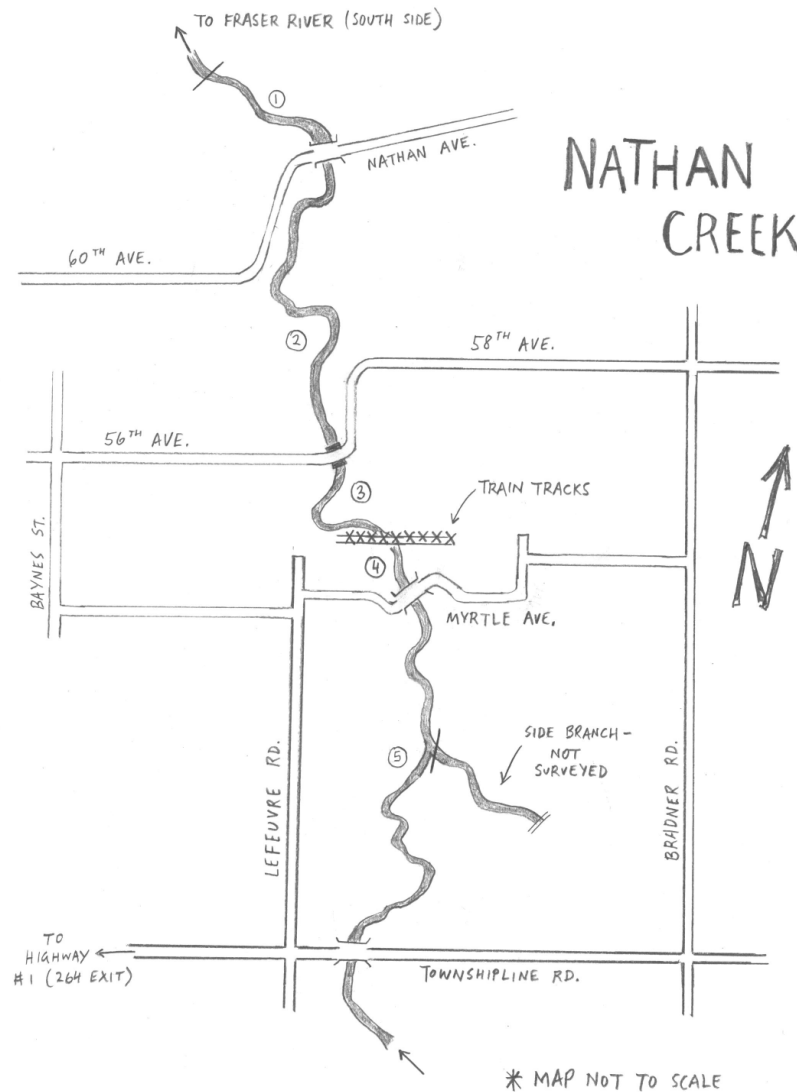 TO FRASER RIVER (SOUTH SIDE)
1
NATHAN AVE.
NATHAN
CREEK
60TH AVE.
2
58TH AVE.
56TH AVE.
3
TRAIN TRACKS
BAYNES ST.
4
N
MYRTLE AVE.
SIDE BRANCH -
NOT
SURVEYED
5
LEFEUVRE RD.
BRADNER RD.
TO
HIGHWAY
#1 (264 EXIT)
TOWNSHIPLINE RD.
* MAP NOT TO SCALE